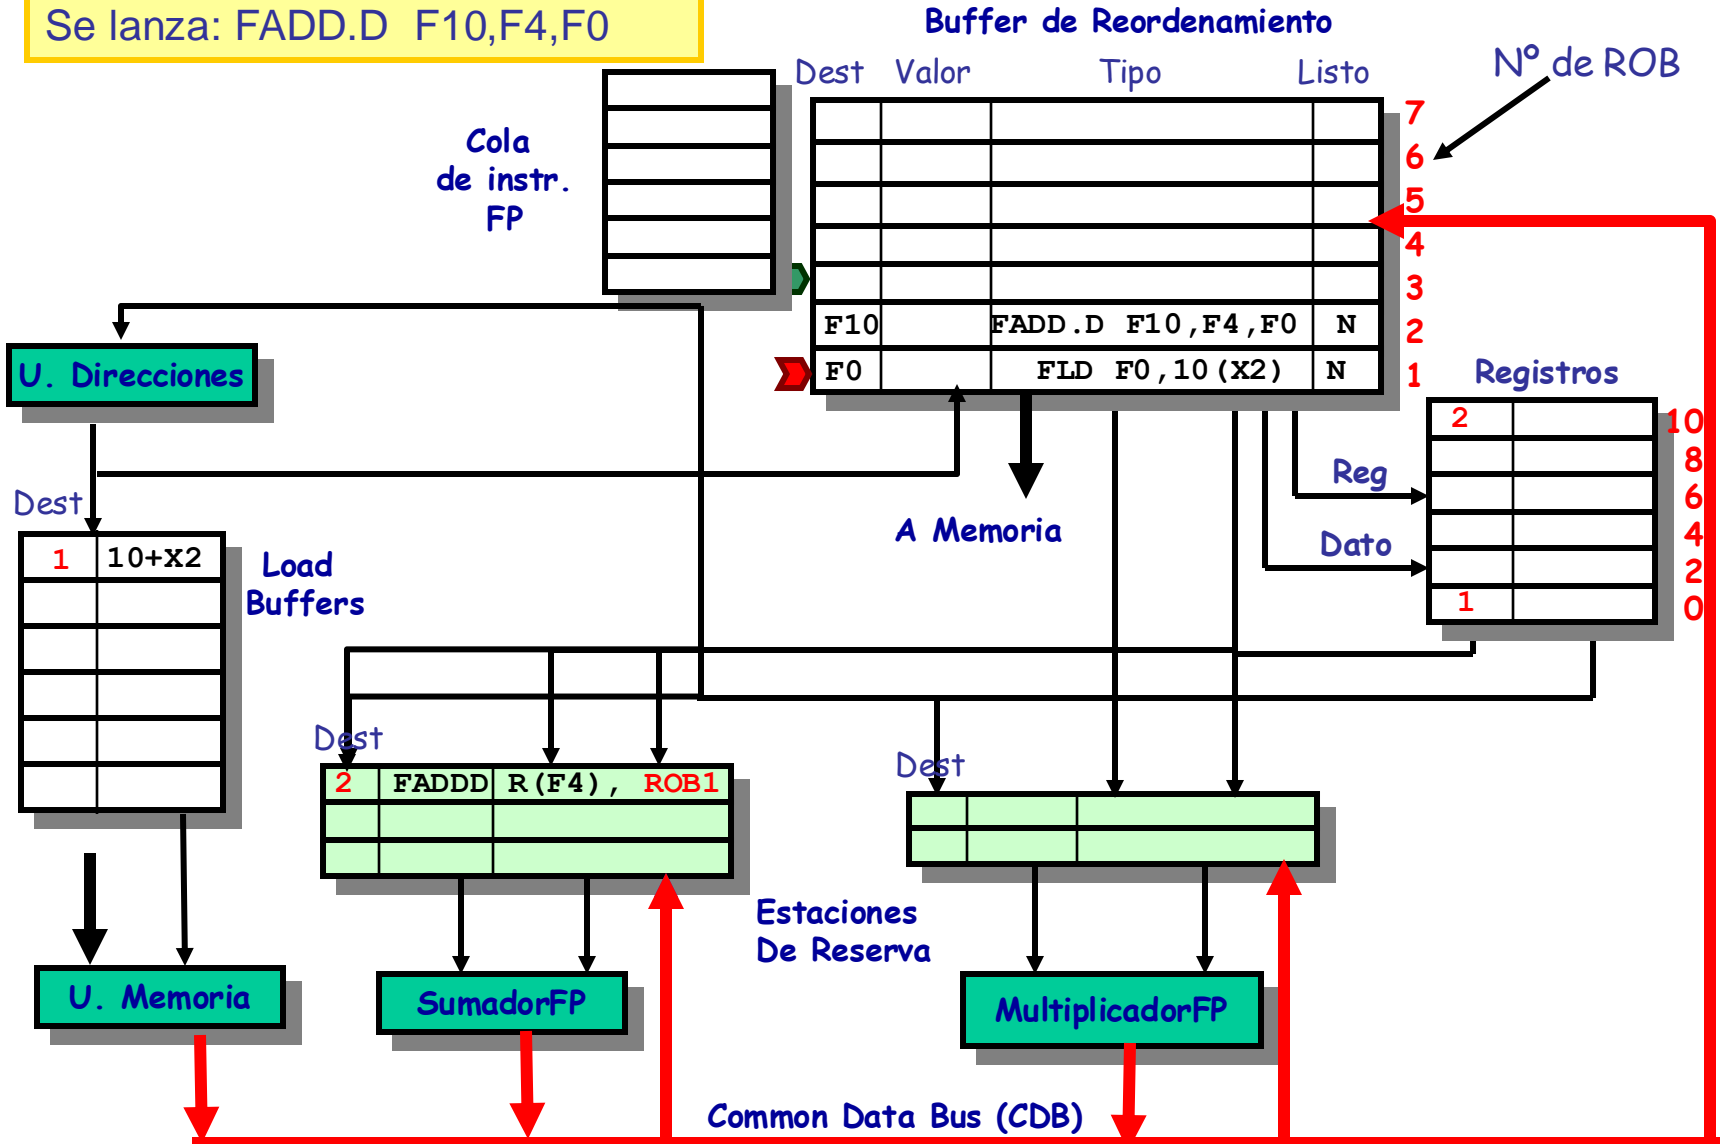 Se lanza: FADD.D F10,F4,F0
Buffer de Reordenamiento
Nº de ROB
Dest Valor Tipo Listo
Cola
de instr.
FP
7
6
5
4
3
F10 FADD.D F10,F4,F0 N 2
F0 FLD F0,10(X2) N 1
U. Direcciones
Registros
2 10
8
Reg 6
4
Dato 2
1 0
A Memoria
Dest
1 10+X2
Load
Buffers
Dest
2 FADDD R(F4), ROB1
Dest
Estaciones
De Reserva
U. Memoria
SumadorFP
MultiplicadorFP
Common Data Bus (CDB)